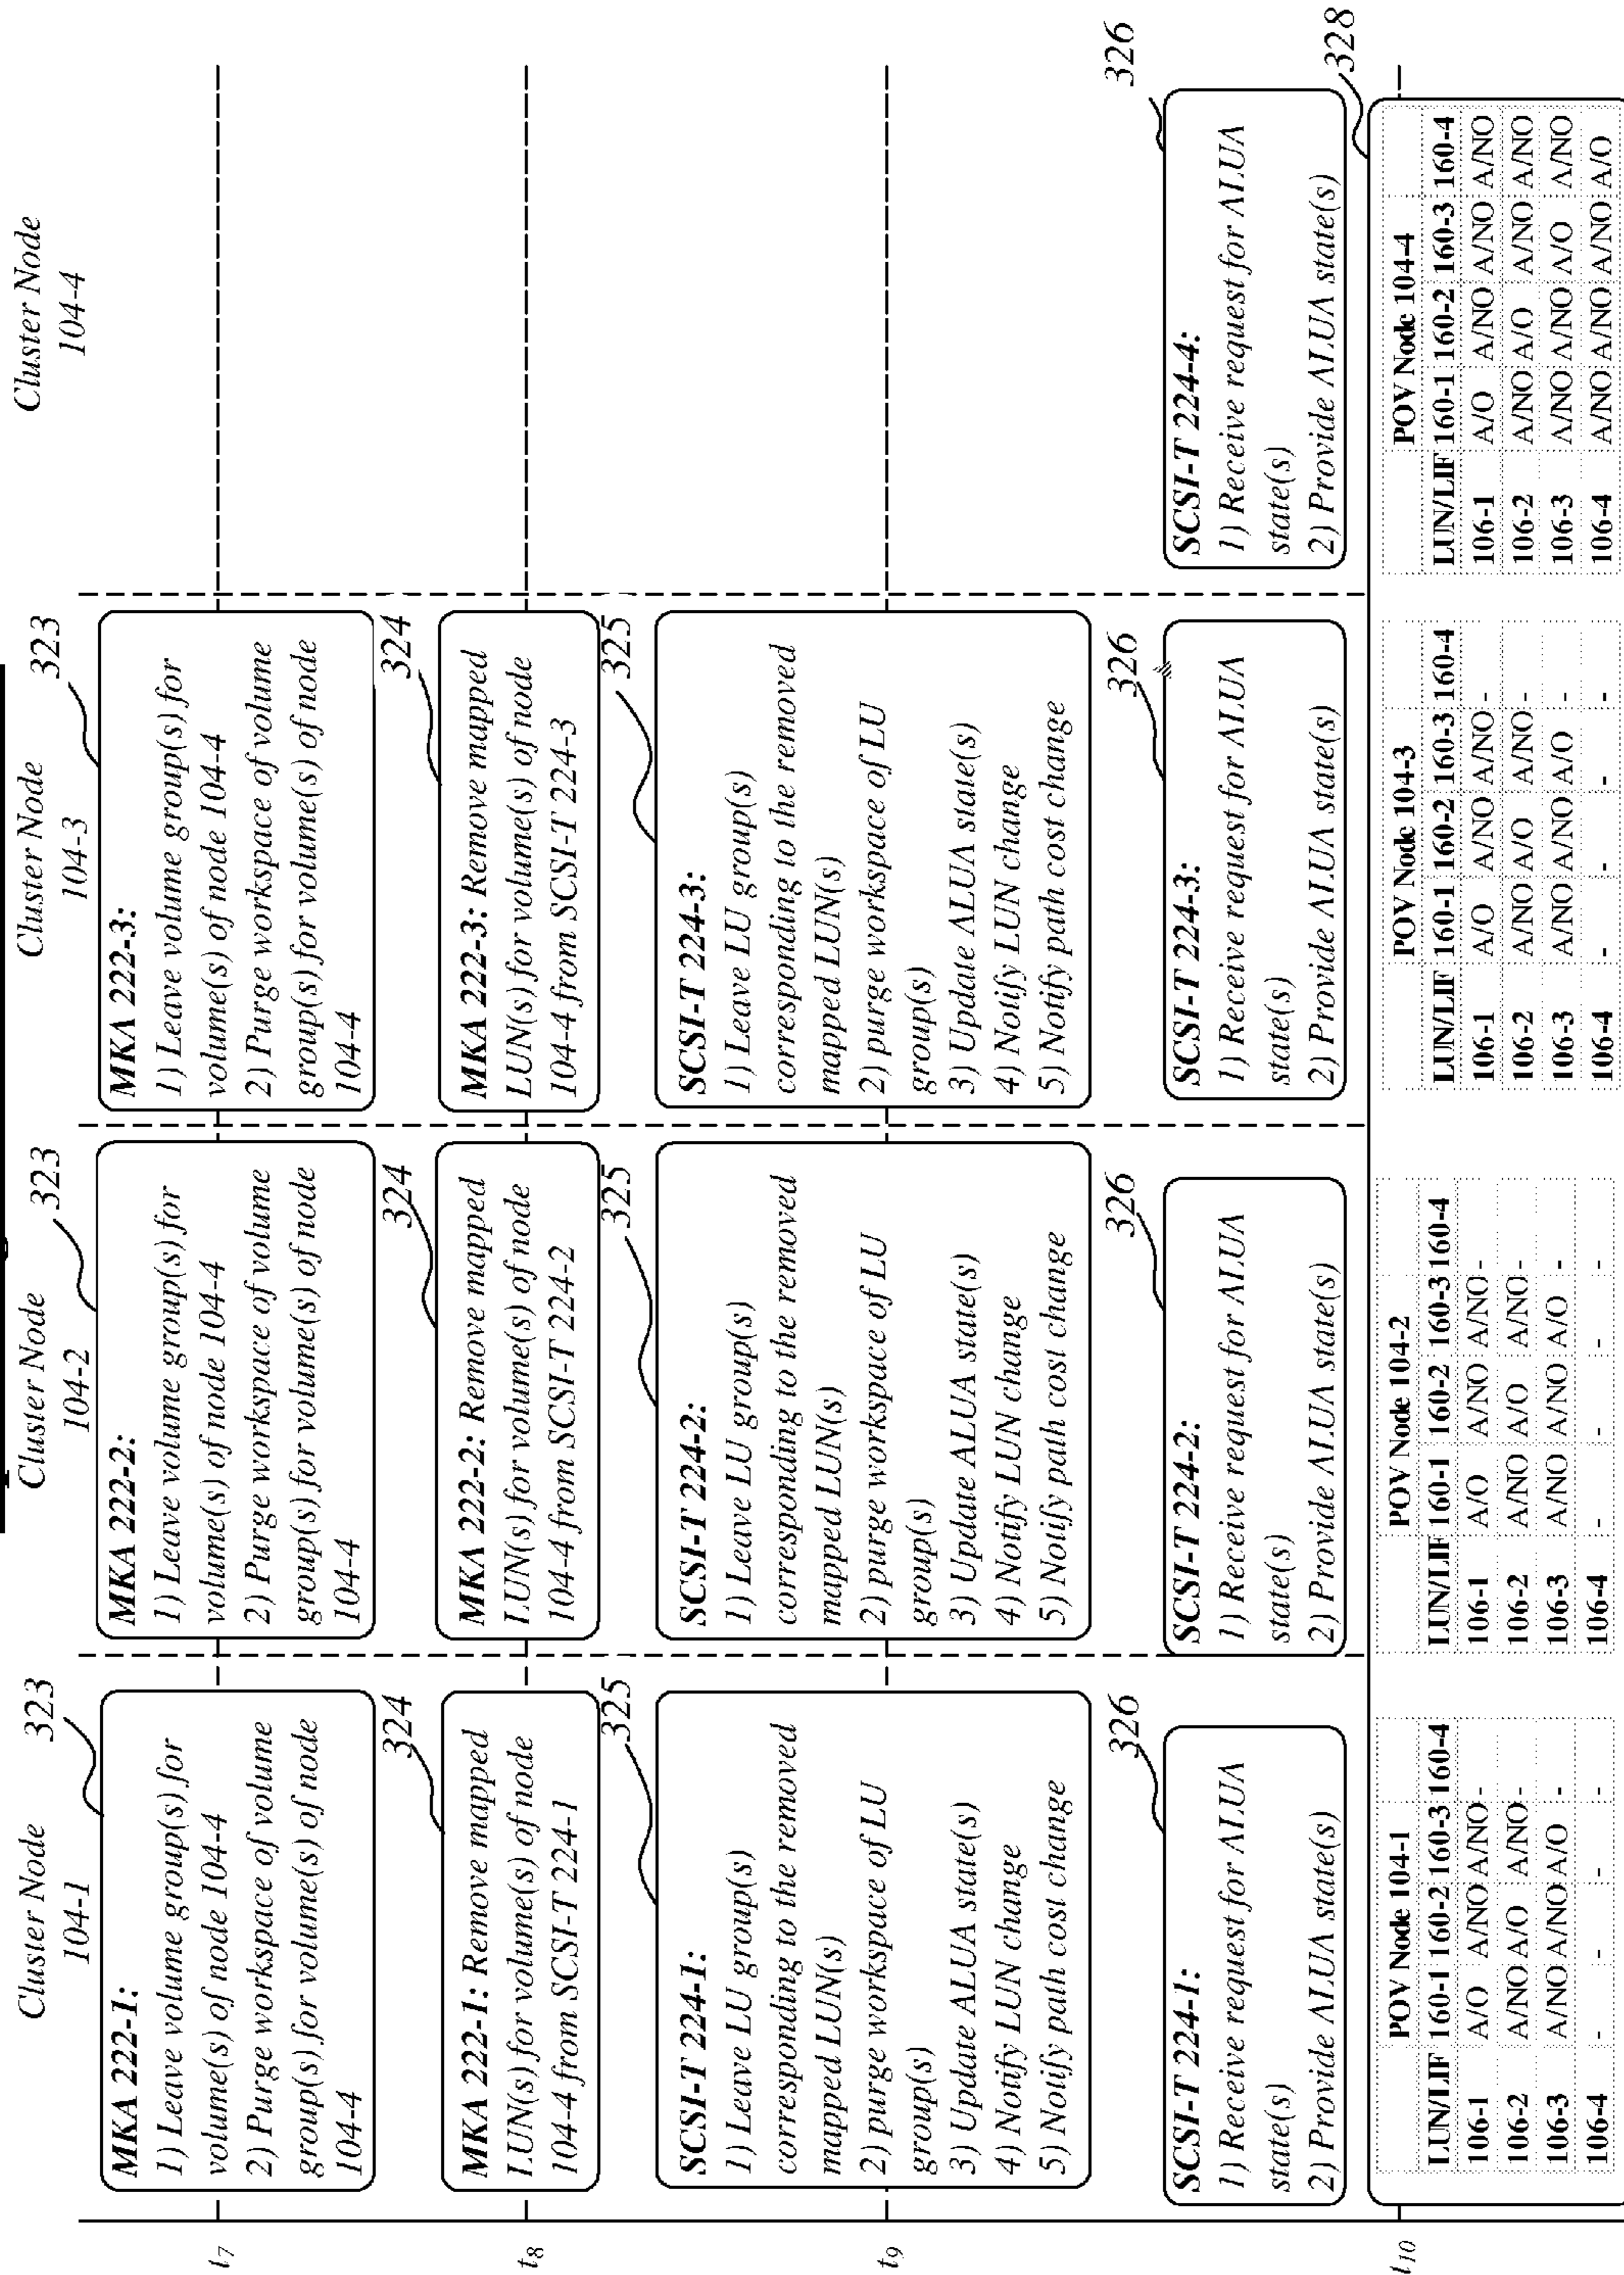 Cluster Node
104-1
Cluster Node
104-2
Cluster Node
104-3
Cluster Node
104-4
t7
323
MKA 222-1:
1) Leave volume group(s) for
volume(s) of node 104-4
2) Purge workspace of volume
group(s) for volume(s) of node
104-4
323
MKA 222-2:
1) Leave volume group(s) for
volume(s) of node 104-4
2) Purge workspace of volume
group(s) for volume(s) of node
104-4
323
MKA 222-3:
1) Leave volume group(s) for
volume(s) of node 104-4
2) Purge workspace of volume
group(s) for volume(s) of node
104-4
t8
324
MKA 222-1: Remove mapped
LUN(s) for volume(s) of node
104-4 from SCSI-T 224-1
324
MKA 222-2: Remove mapped
LUN(s) for volume(s) of node
104-4 from SCSI-T 224-2
324
MKA 222-3: Remove mapped
LUN(s) for volume(s) of node
104-4 from SCSI-T 224-3
t9
325
SCSI-T 224-1:
1) Leave LU group(s)
corresponding to the removed
mapped LUN(s)
2) purge workspace of LU
group(s)
3) Update ALUA state(s)
4) Notify LUN change
5) Notify path cost change
325
SCSI-T 224-2:
1) Leave LU group(s)
corresponding to the removed
mapped LUN(s)
2) purge workspace of LU
group(s)
3) Update ALUA state(s)
4) Notify LUN change
5) Notify path cost change
325
SCSI-T 224-3:
1) Leave LU group(s)
corresponding to the removed
mapped LUN(s)
2) purge workspace of LU
group(s)
3) Update ALUA state(s)
4) Notify LUN change
5) Notify path cost change
326
SCSI-T 224-1:
1) Receive request for ALUA
state(s)
2) Provide ALUA state(s)
326
SCSI-T 224-2:
1) Receive request for ALUA
state(s)
2) Provide ALUA state(s)
326
SCSI-T 224-3:
1) Receive request for ALUA
state(s)
2) Provide ALUA state(s)
326
SCSI-T 224-4:
1) Receive request for ALUA
state(s)
2) Provide ALUA state(s)
328
t10
POV Node 104-1
LUN/LIF 160-1 160-2 160-3 160-4
106-1 A/O A/NO A/NO -
106-2 A/NO A/O A/NO -
106-3 A/NO A/NO A/O -
106-4 - - - -
POV Node 104-2
LUN/LIF 160-1 160-2 160-3 160-4
106-1 A/O A/NO A/NO -
106-2 A/NO A/O A/NO -
106-3 A/NO A/NO A/O -
106-4 - - - -
POV Node 104-3
LUN/LIF 160-1 160-2 160-3 160-4
106-1 A/O A/NO A/NO -
106-2 A/NO A/O A/NO -
106-3 A/NO A/NO A/O -
106-4 - - - -
POV Node 104-4
LUN/LIF 160-1 160-2 160-3 160-4
106-1 A/O A/NO A/NO A/NO
106-2 A/NO A/O A/NO A/NO
106-3 A/NO A/NO A/O A/NO
106-4 A/NO A/NO A/NO A/O